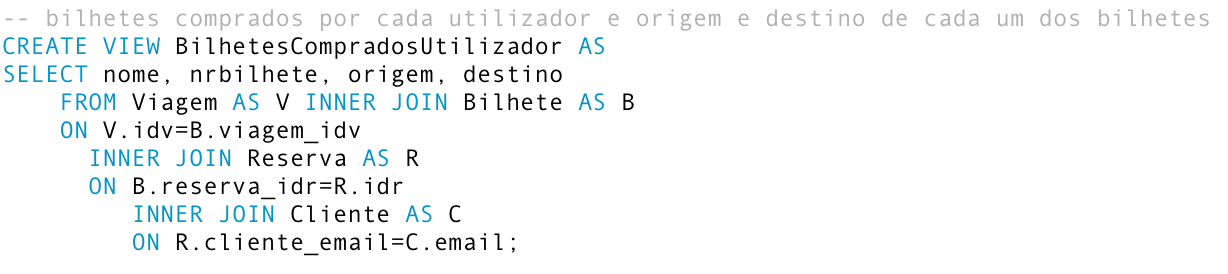 -- bilhetes comprados por cada utilizador e origem e destino de cada um dos bilhetes
CREATE VIEW BilhetesCompradosUtilizador AS
SELECT nome, nrbilhete, origem, destino
    FROM Viagem AS V INNER JOIN Bilhete AS B
    ON V.idv=B.viagem_idv
      INNER JOIN Reserva AS R
      ON B.reserva_idr=R.idr
         INNER JOIN Cliente AS C
         ON R.cliente_email=C.email;